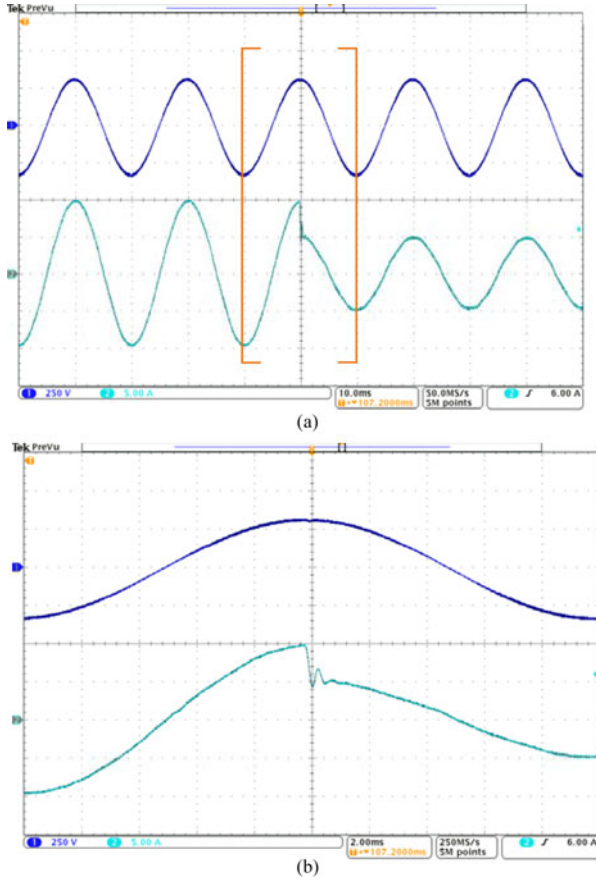 Tek PreVu
1 250 V 2 5.00 A 10.0ms 50.0MS/s 2 6.00 A
107.2000ms 5M points
(a)
Tek PreVu
1 250 V 2 5.00 A 2.00ms 250MS/s 2 6.00 A
107.2000ms 5M points
(b)